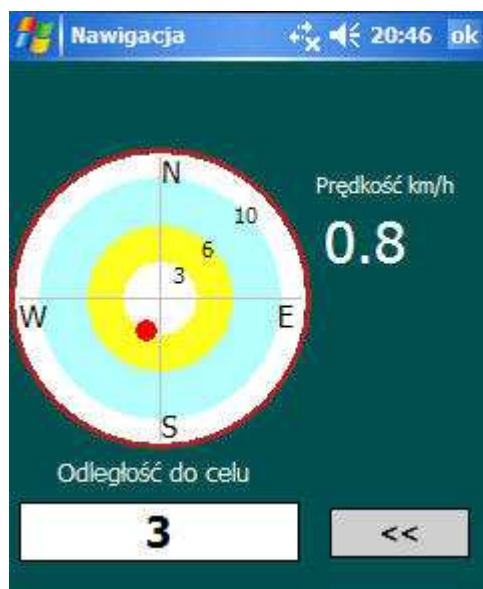 Nawigacja 20:46 ok
N
Prędkość km/h
10
0.8
6
3
W E
S
Odległość do celu
3 <<